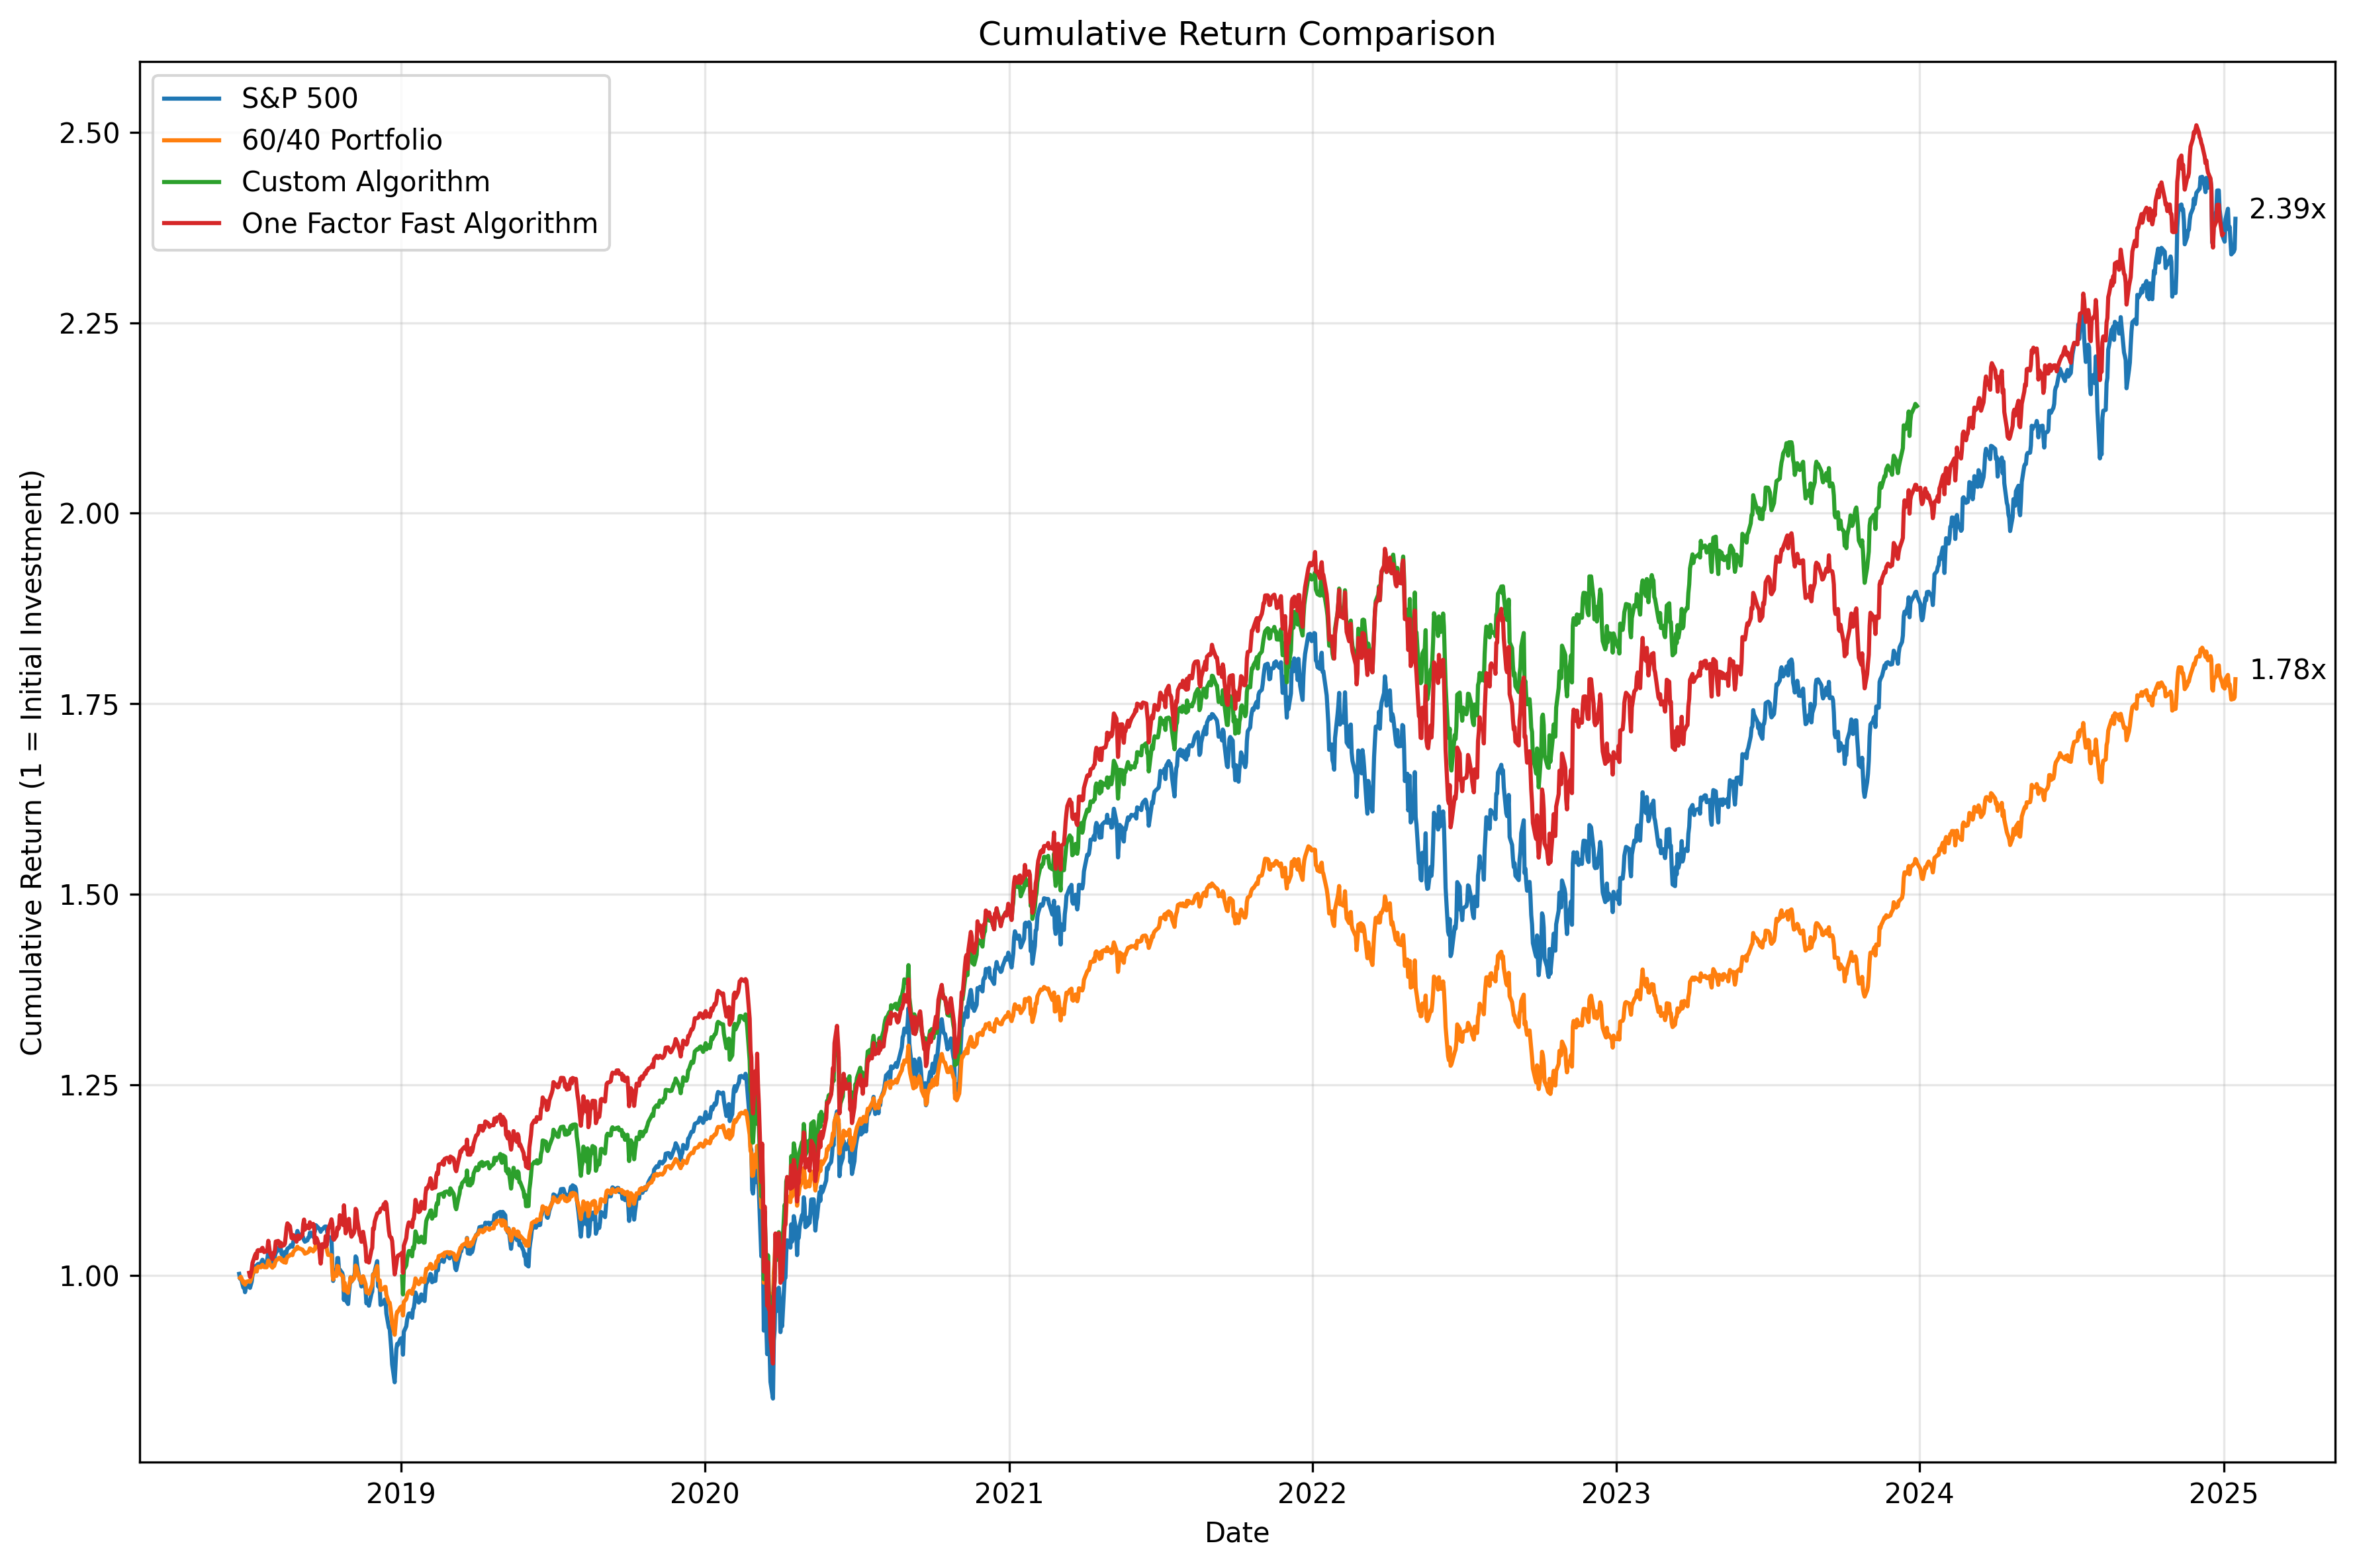 Cumulative Return Comparison
S&P 500
60/40 Portfolio
Custom Algorithm
One Factor Fast Algorithm
Cumulative Return (1 = Initial Investment)
2.50
2.25
2.00
1.75
1.50
1.25
1.00
2.39x
1.78x
2019 2020 2021 2022 2023 2024 2025
Date